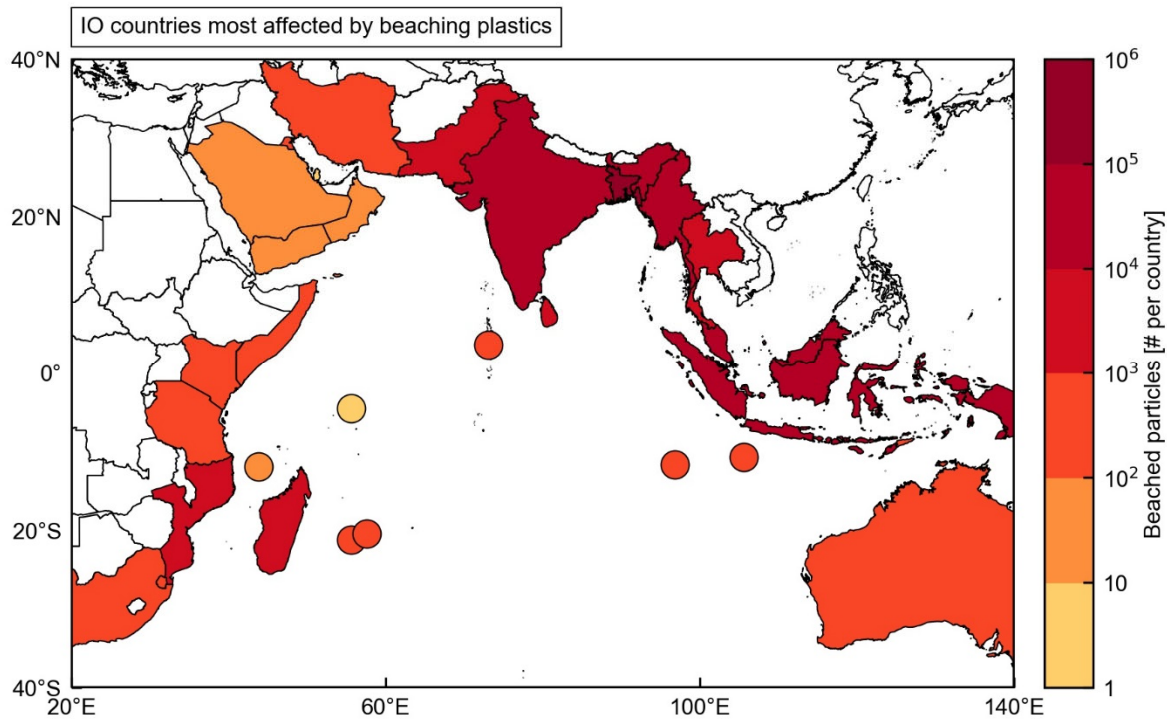 IO countries most affected by beaching plastics
40°N
20°N
0°
20°S
40°S
20°E
60°E
100°E
140°E
10⁶
10⁵
10⁴
10³
10²
10
1
Beached particles [# per country]